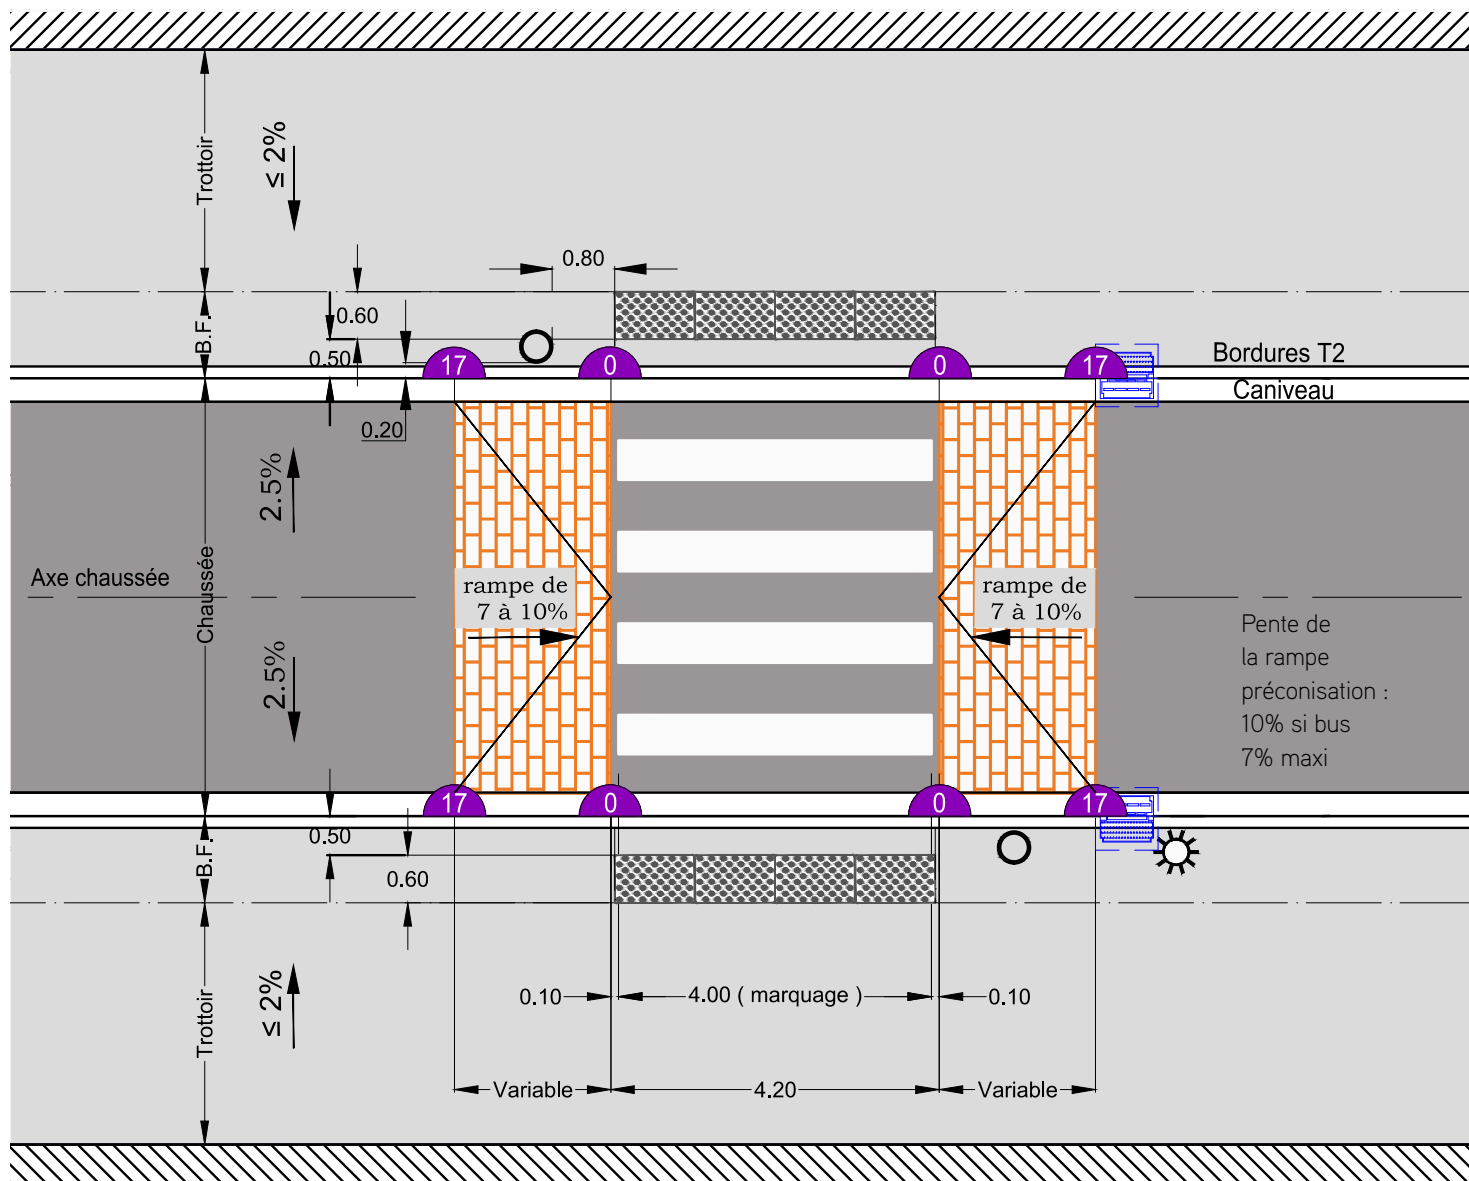 Trottoir
≤ 2%
0.80
0.60
B.F.
0.50
17
0
0
17
Bordures T2
Caniveau
0.20
2.5%
Axe chaussée
Chaussée
rampe de
7 à 10%
rampe de
7 à 10%
Pente de
la rampe
préconisation :
10% si bus
7% maxi
2.5%
17
0
0
17
0.50
B.F.
0.60
≤ 2%
Trottoir
0.10
4.00 ( marquage )
0.10
Variable
4.20
Variable